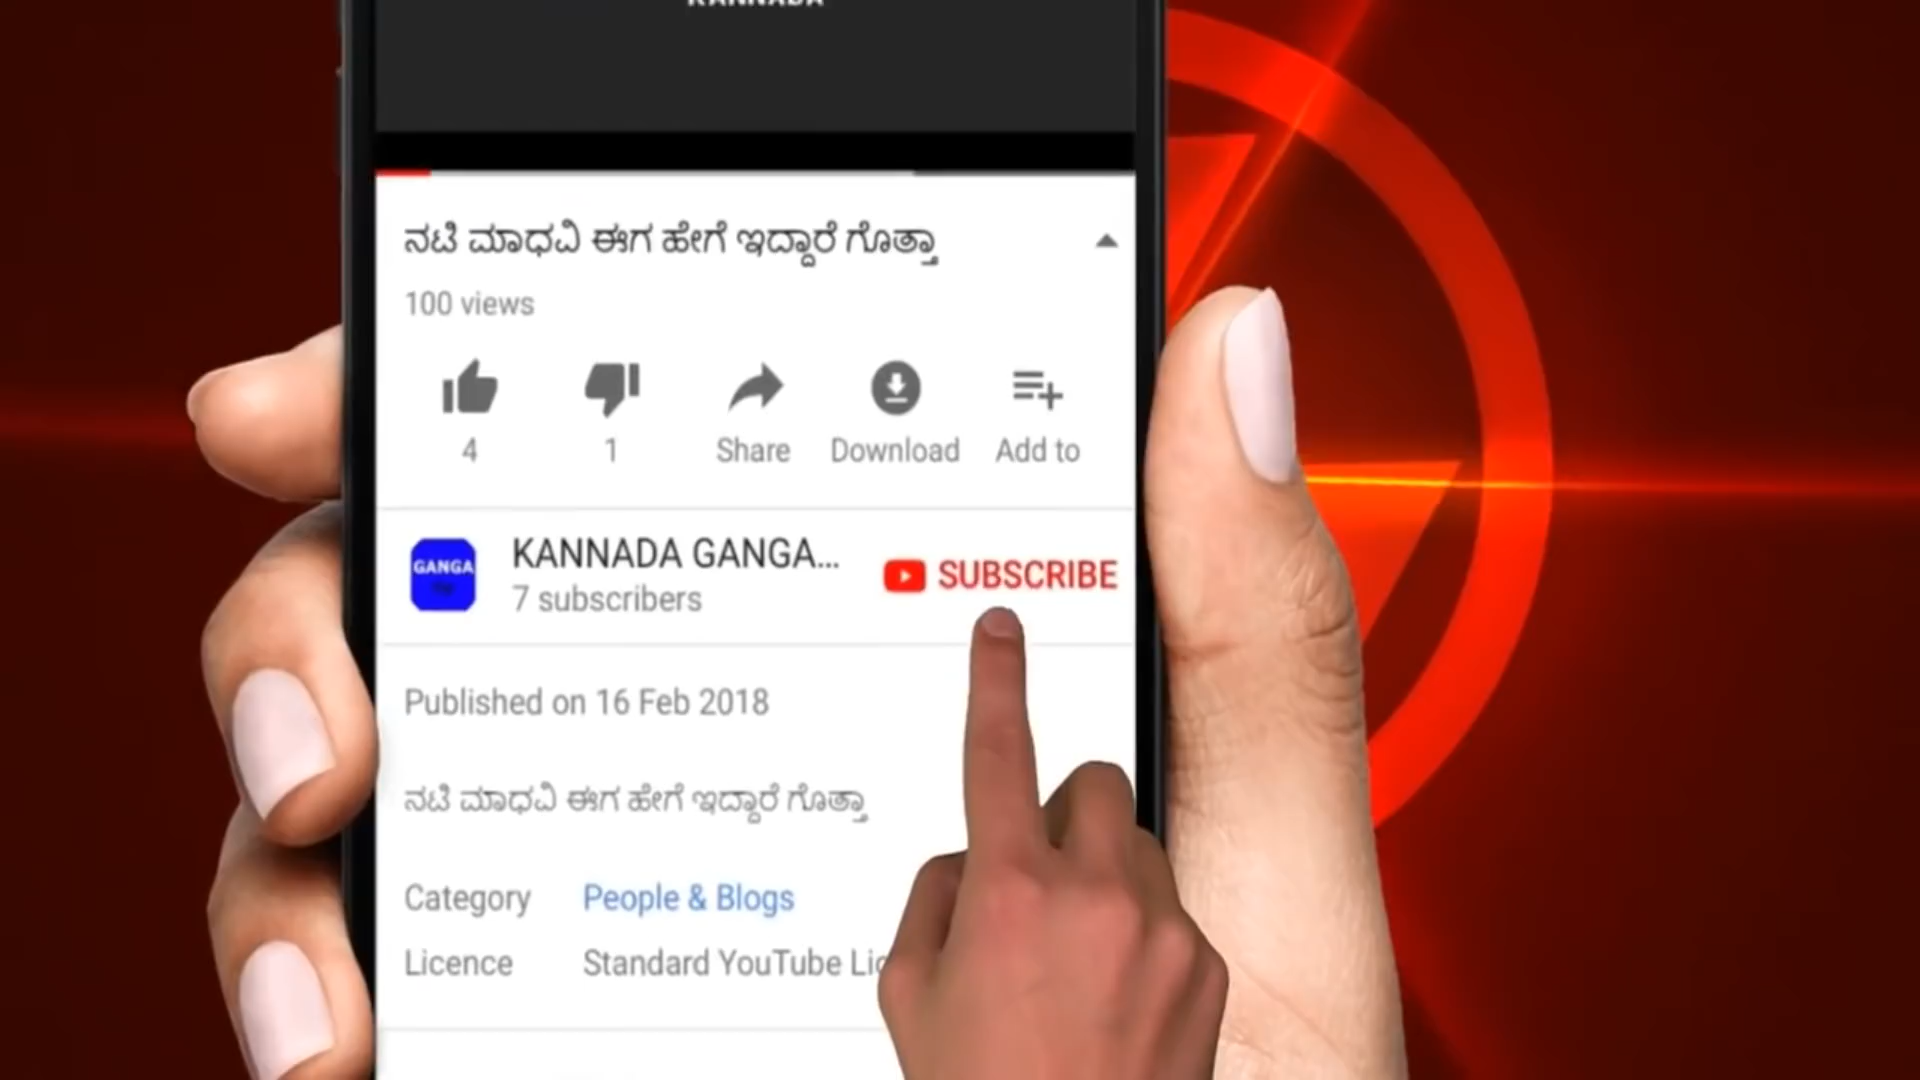 KANNADA
ನಟಿ ಮಾಧವಿ ಈಗ ಹೇಗೆ ಇದ್ದಾರೆ ಗೊತ್ತಾ
100 views
4 1 Share Download Add to
GANGA
KANNADA GANGA...
7 subscribers
SUBSCRIBE
Published on 16 Feb 2018
ನಟಿ ಮಾಧವಿ ಈಗ ಹೇಗೆ ಇದ್ದಾರೆ ಗೊತ್ತಾ
Category People & Blogs
Licence Standard YouTube